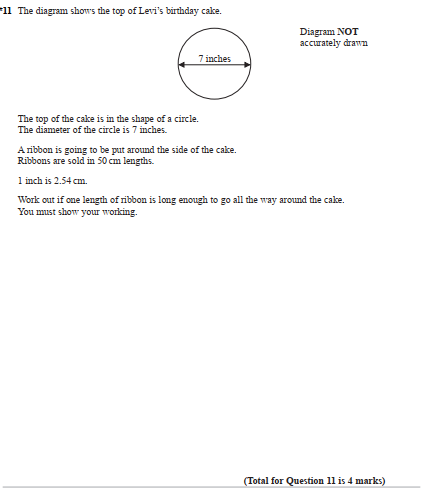 *11 The diagram shows the top of Levi's birthday cake.
Diagram NOT
accurately drawn
7 inches
The top of the cake is in the shape of a circle.
The diameter of the circle is 7 inches.
A ribbon is going to be put around the side of the cake.
Ribbons are sold in 50 cm lengths.
1 inch is 2.54 cm.
Work out if one length of ribbon is long enough to go all the way around the cake.
You must show your working.
(Total for Question 11 is 4 marks)